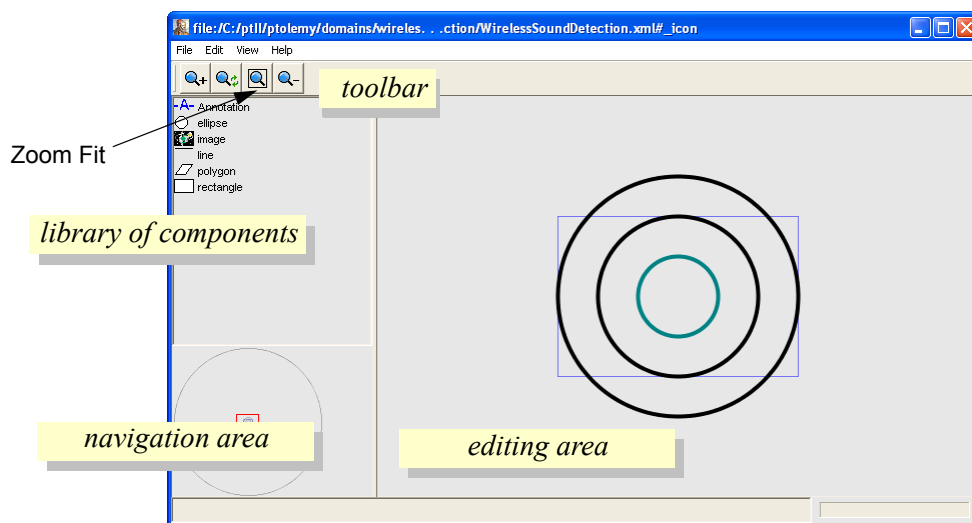 file:/C:/ptII/ptolemy/domains/wireles. . .ction/WirelessSoundDetection.xml#_icon
File Edit View Help
toolbar
-A- Annotation
ellipse
image
line
polygon
rectangle
Zoom Fit
library of components
navigation area
editing area